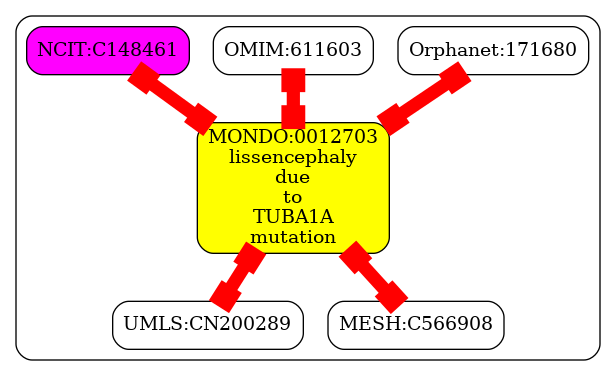 NCIT:C148461
OMIM:611603
Orphanet:171680
MONDO:0012703
lissencephaly
due
to
TUBA1A
mutation
UMLS:CN200289
MESH:C566908